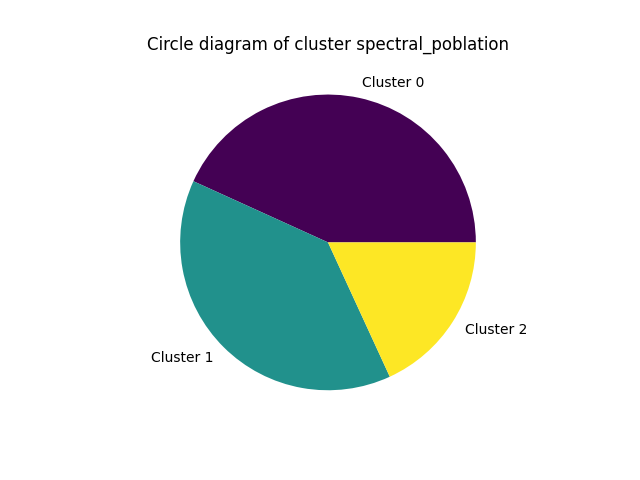 Circle diagram of cluster spectral_poblation
Cluster 0
Cluster 1
Cluster 2